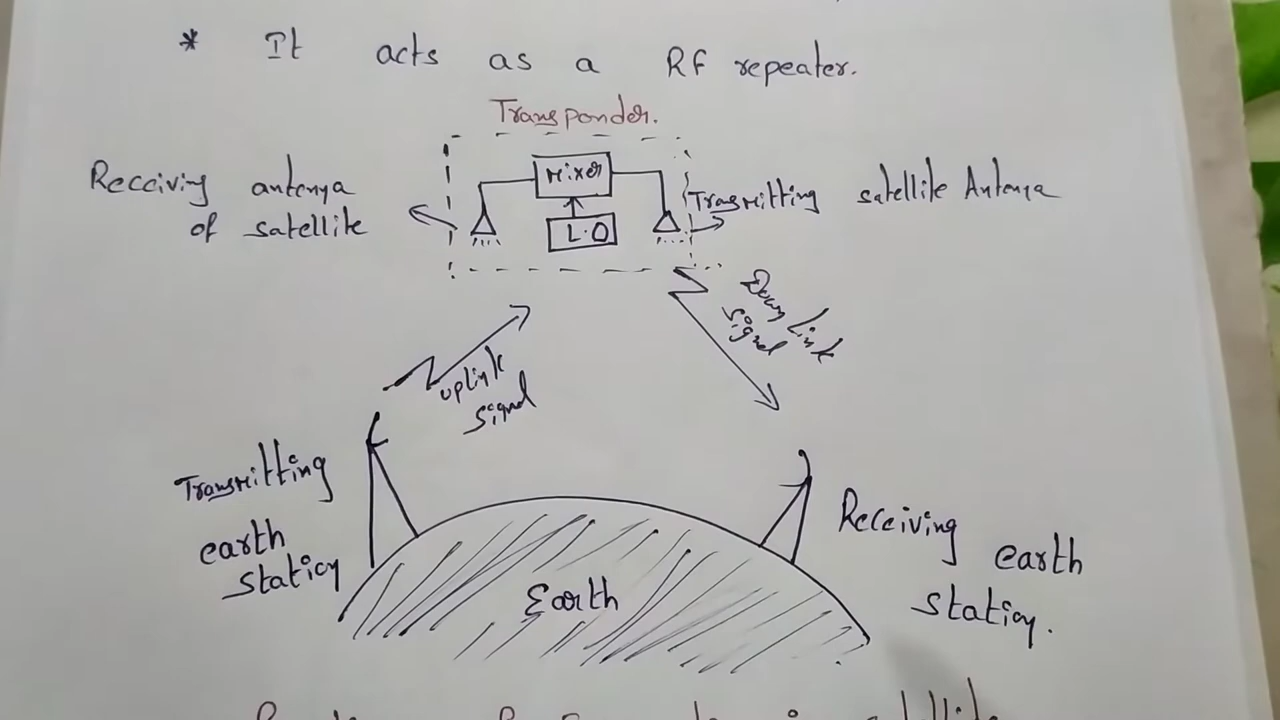 * It acts as a RF repeater.
Transponder.
Receiving antenna
of satellite
Mixer
L.O
Transmitting satellite Antenna
Down Link
signal
uplink
signal
Transmitting
earth
station
Receiving
earth
station.
Earth